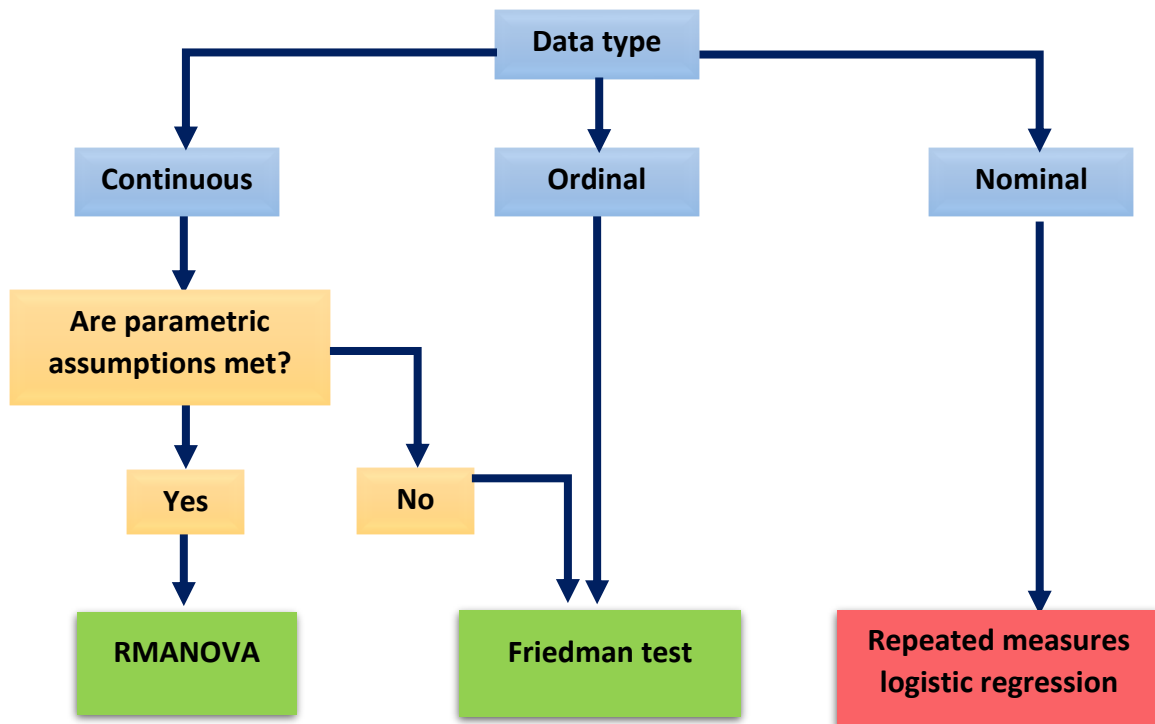 Data type
Continuous
Ordinal
Nominal
Are parametric
assumptions met?
Yes
No
RMANOVA
Friedman test
Repeated measures
logistic regression